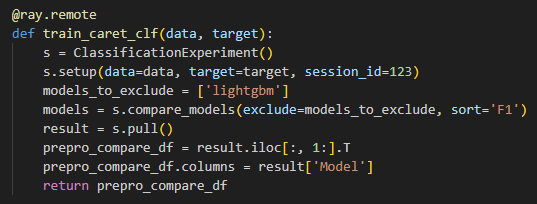 @ray.remote
def train_caret_clf(data, target):
    s = ClassificationExperiment()
    s.setup(data=data, target=target, session_id=123)
    models_to_exclude = ['lightgbm']
    models = s.compare_models(exclude=models_to_exclude, sort='F1')
    result = s.pull()
    prepro_compare_df = result.iloc[:, 1:].T
    prepro_compare_df.columns = result['Model']
    return prepro_compare_df